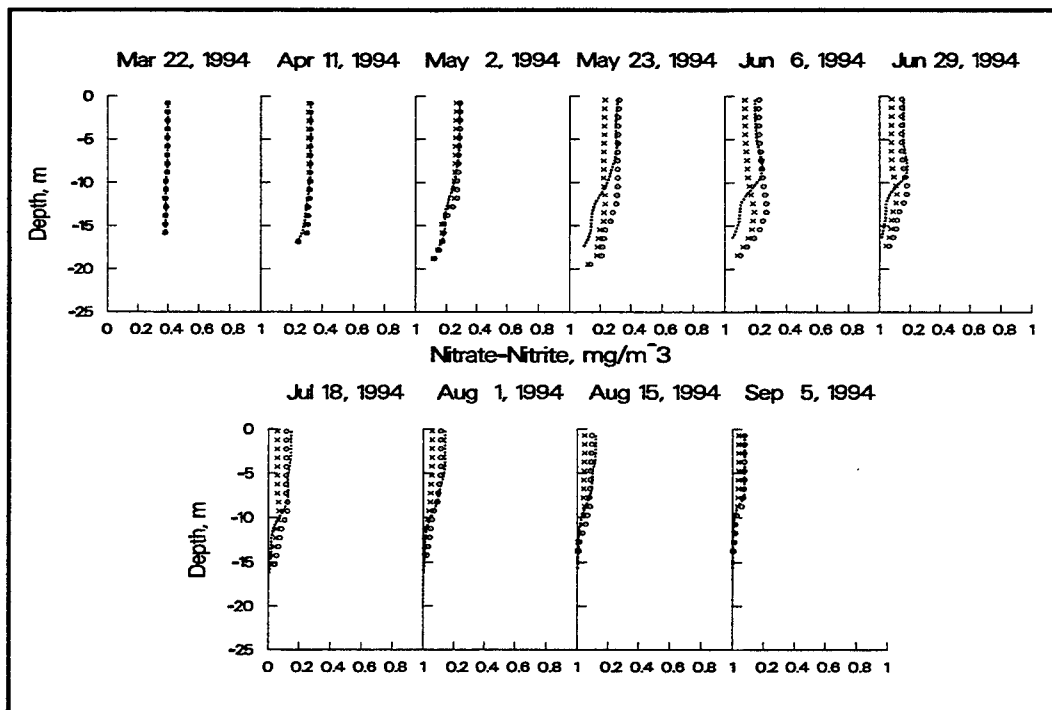 Mar 22, 1994 Apr 11, 1994 May 2, 1994 May 23, 1994 Jun 6, 1994 Jun 29, 1994
0
-5
-10
-15
-20
-25
Depth, m
0 0.2 0.4 0.6 0.8 1 0.2 0.4 0.6 0.8 1 0.2 0.4 0.6 0.8 1 0.2 0.4 0.6 0.8 1 0.2 0.4 0.6 0.8 1 0.2 0.4 0.6 0.8 1
Nitrate-Nitrite, mg/m^3
Jul 18, 1994 Aug 1, 1994 Aug 15, 1994 Sep 5, 1994
0
-5
-10
-15
-20
-25
Depth, m
0 0.2 0.4 0.6 0.8 1 0.2 0.4 0.6 0.8 1 0.2 0.4 0.6 0.8 1 0.2 0.4 0.6 0.8 1